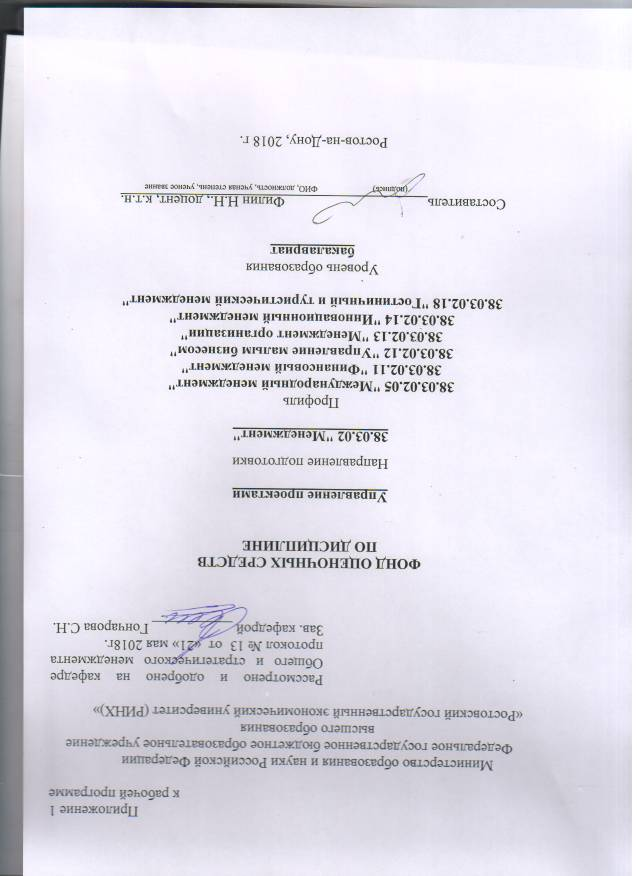 Приложение 1
к рабочей программе
Министерство образования и науки Российской Федерации
Федеральное государственное бюджетное образовательное учреждение
высшего образования
«Ростовский государственный экономический университет (РИНХ)»
Рассмотрено и одобрено на кафедре
Общего и стратегического менеджмента
протокол № 13 от «21» мая 2018г.
Зав. кафедрой Гончарова С.Н.
ФОНД ОЦЕНОЧНЫХ СРЕДСТВ
ПО ДИСЦИПЛИНЕ
Управление проектами
Направление подготовки
38.03.02 "Менеджмент"
Профиль
38.03.02.05 "Международный менеджмент"
38.03.02.11 "Финансовый менеджмент"
38.03.02.12 "Управление малым бизнесом"
38.03.02.13 "Менеджмент организации"
38.03.02.14 "Инновационный менеджмент"
38.03.02.18 "Гостиничный и туристический менеджмент"
Уровень образования
бакалавриат
Составитель Филин Н.Н., доцент, к.т.н.
(подпись) ФИО, должность, ученая степень, ученое звание
Ростов-на-Дону, 2018 г